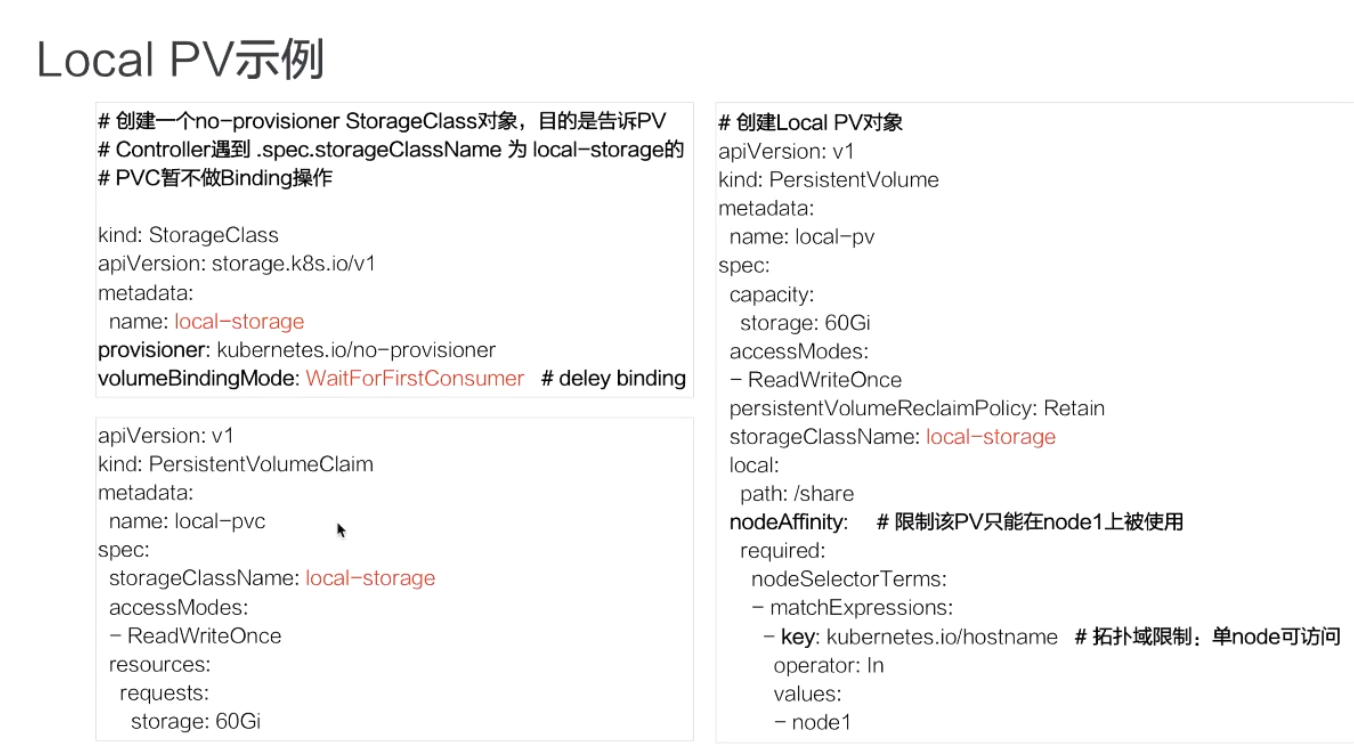 Local PV示例
# 创建一个no-provisioner StorageClass对象，目的是告诉PV
# Controller遇到 .spec.storageClassName 为 local-storage的
# PVC暂不做Binding操作
kind: StorageClass
apiVersion: storage.k8s.io/v1
metadata:
  name: local-storage
provisioner: kubernetes.io/no-provisioner
volumeBindingMode: WaitForFirstConsumer   # deley binding
apiVersion: v1
kind: PersistentVolumeClaim
metadata:
  name: local-pvc
spec:
  storageClassName: local-storage
  accessModes:
  - ReadWriteOnce
  resources:
    requests:
      storage: 60Gi
# 创建Local PV对象
apiVersion: v1
kind: PersistentVolume
metadata:
  name: local-pv
spec:
  capacity:
    storage: 60Gi
  accessModes:
  - ReadWriteOnce
  persistentVolumeReclaimPolicy: Retain
  storageClassName: local-storage
  local:
    path: /share
  nodeAffinity:    # 限制该PV只能在node1上被使用
    required:
      nodeSelectorTerms:
      - matchExpressions:
        - key: kubernetes.io/hostname   # 拓扑域限制：单node可访问
          operator: In
          values:
          - node1